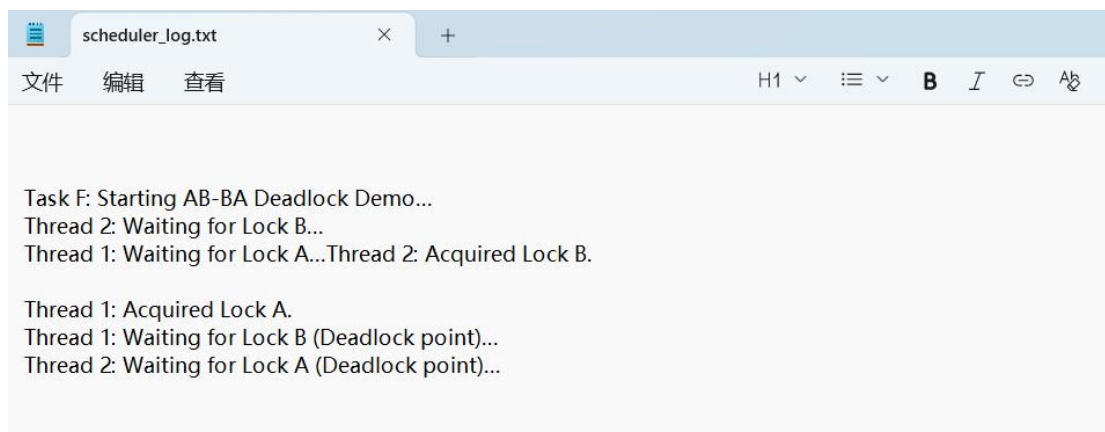 scheduler_log.txt
文件 编辑 查看 H1 B I
Task F: Starting AB-BA Deadlock Demo...
Thread 2: Waiting for Lock B...
Thread 1: Waiting for Lock A...Thread 2: Acquired Lock B.
Thread 1: Acquired Lock A.
Thread 1: Waiting for Lock B (Deadlock point)...
Thread 2: Waiting for Lock A (Deadlock point)...